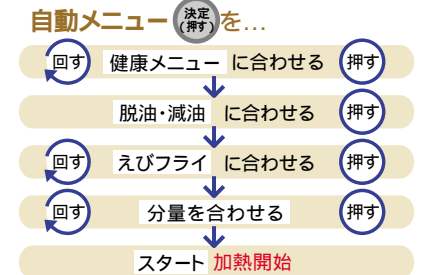 自動メニュー 決定(押す) を…
回す 健康メニュー に合わせる 押す
脱油・減油 に合わせる 押す
回す えびフライ に合わせる 押す
回す 分量を合わせる 押す
スタート 加熱開始